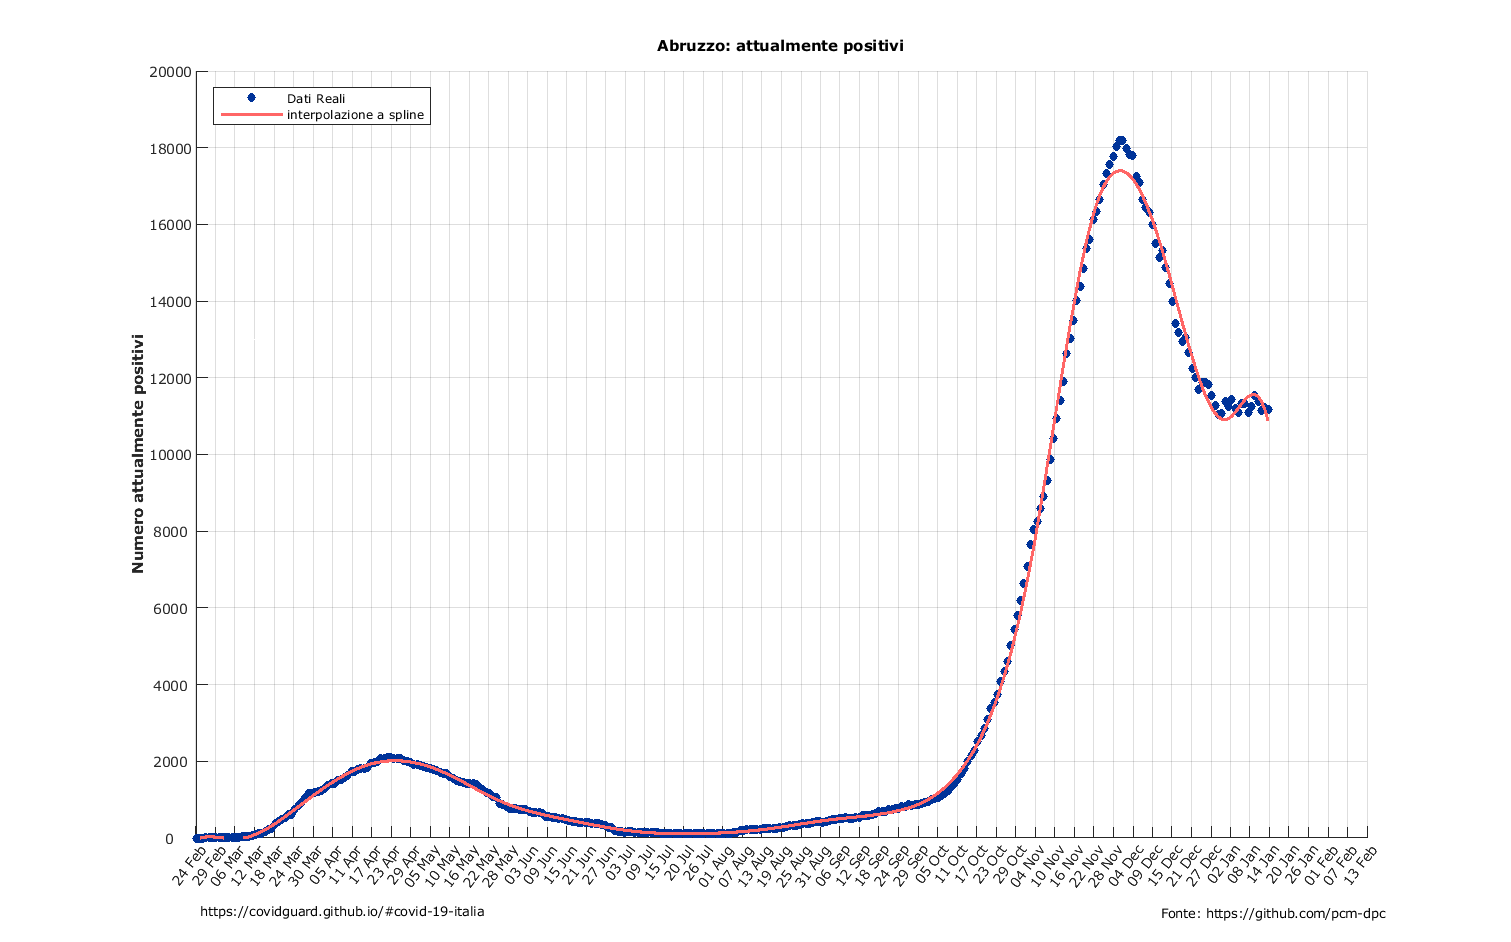 Abruzzo: attualmente positivi
Dati Reali
interpolazione a spline
Numero attualmente positivi
20000
18000
16000
14000
12000
10000
8000
6000
4000
2000
0
24 Feb
29 Feb
06 Mar
12 Mar
18 Mar
24 Mar
30 Mar
05 Apr
11 Apr
17 Apr
23 Apr
29 Apr
05 May
10 May
16 May
22 May
28 May
03 Jun
09 Jun
15 Jun
21 Jun
27 Jun
03 Jul
09 Jul
15 Jul
20 Jul
26 Jul
01 Aug
07 Aug
13 Aug
19 Aug
25 Aug
31 Aug
06 Sep
12 Sep
18 Sep
24 Sep
29 Sep
05 Oct
11 Oct
17 Oct
23 Oct
29 Oct
04 Nov
10 Nov
16 Nov
22 Nov
28 Nov
04 Dec
09 Dec
15 Dec
21 Dec
27 Dec
02 Jan
08 Jan
14 Jan
20 Jan
26 Jan
01 Feb
07 Feb
13 Feb
https://covidguard.github.io/#covid-19-italia
Fonte: https://github.com/pcm-dpc